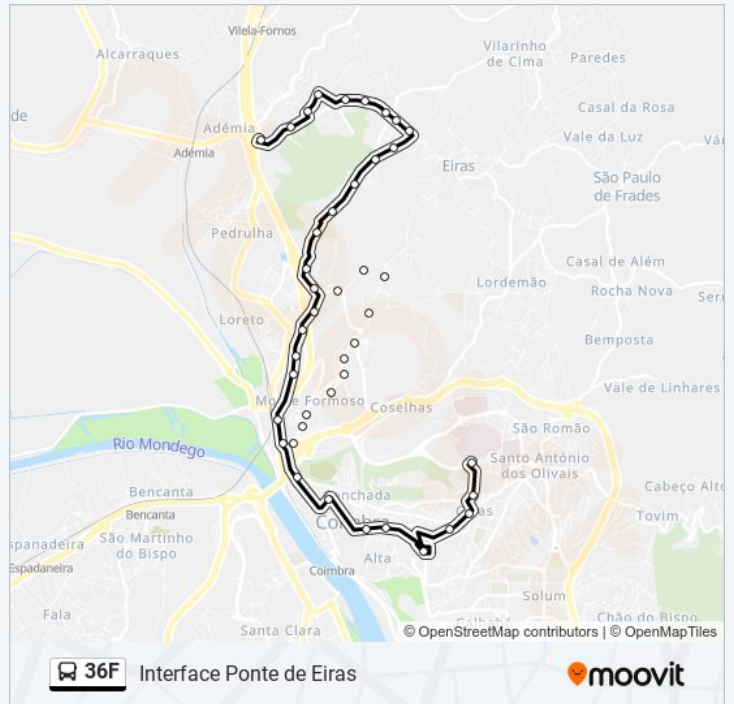 Vilela-Fornos
Alcarraques
Vilarinho
de Cima
Paredes
Casal da Rosa
de
Adémia
Vale da Luz
Adémia
Eiras
São Paulo
de Frades
Pedrulha
Casal de Além
Lordemão
Rocha Nova
Loreto
Bemposta
Vale de Linhares
Formoso
Coselhas
São Romão
Rio Mondego
Santo António
dos Olivais
Bencanta
Conchada
Cabeço Alto
Bencanta
Tovim
São Martinho
do Bispo
Espadaneira
Alta
Coimbra
Solum
Fala
Chão do Bispo
Santa Clara
© OpenStreetMap contributors | © OpenMapTiles
36F Interface Ponte de Eiras
moovit